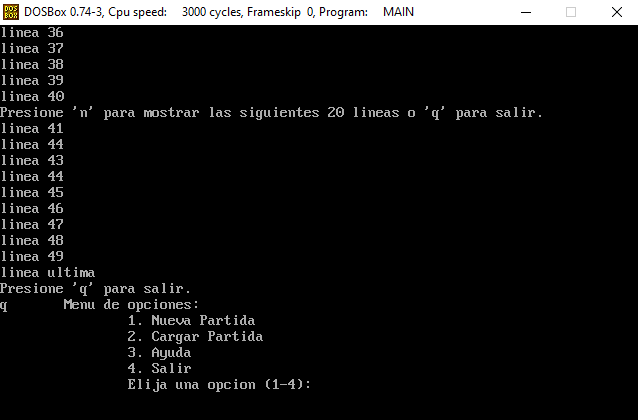 DOSBox 0.74-3, Cpu speed: 3000 cycles, Frameskip 0, Program: MAIN
linea 36
linea 37
linea 38
linea 39
linea 40
Presione 'n' para mostrar las siguientes 20 lineas o 'q' para salir.
linea 41
linea 44
linea 43
linea 44
linea 45
linea 46
linea 47
linea 48
linea 49
linea ultima
Presione 'q' para salir.
q Menu de opciones:
1. Nueva Partida
2. Cargar Partida
3. Ayuda
4. Salir
Elija una opcion (1-4):